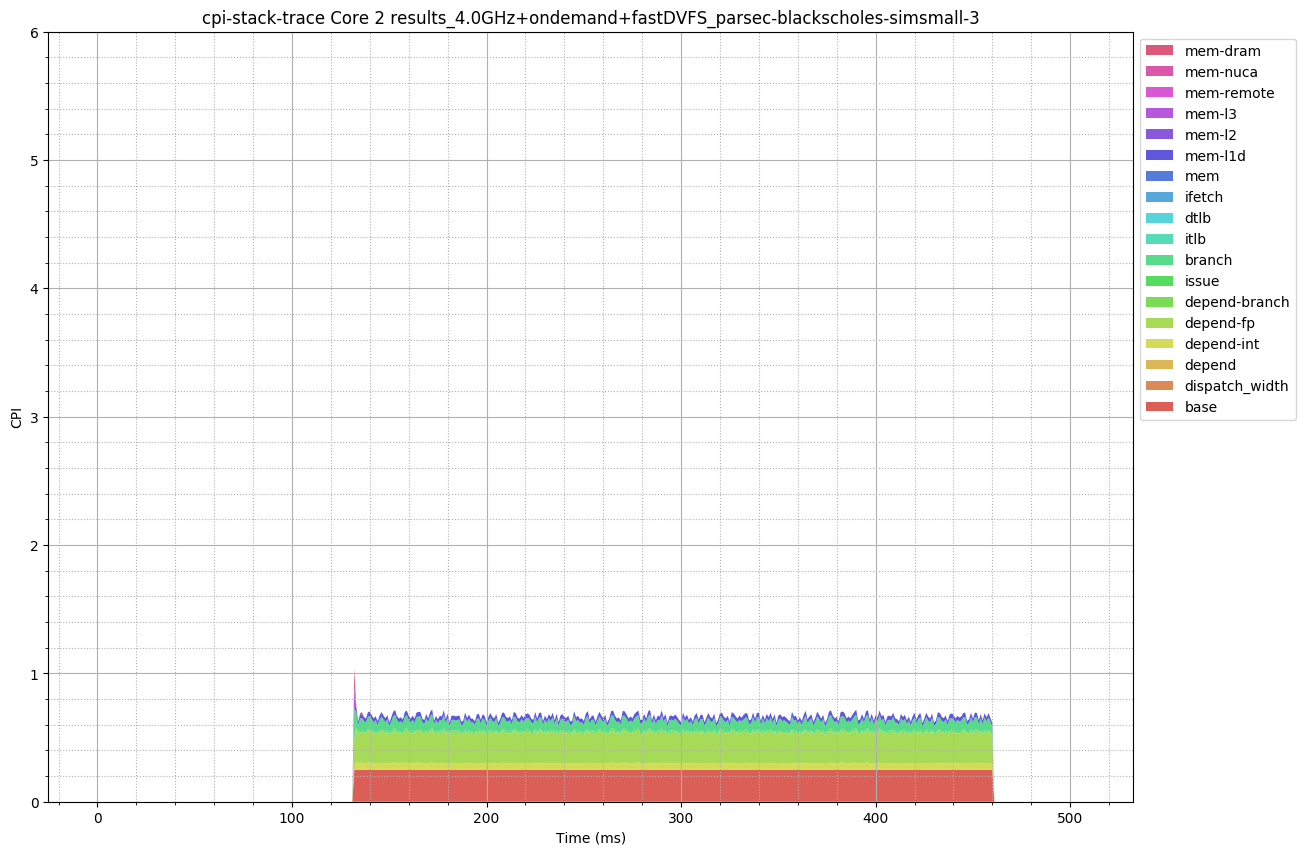 cpi-stack-trace Core 2 results_4.0GHz+ondemand+fastDVFS_parsec-blackscholes-simsmall-3
6
5
4
3
2
1
0
CPI
0
100
200
300
400
500
Time (ms)
mem-dram
mem-nuca
mem-remote
mem-l3
mem-l2
mem-l1d
mem
ifetch
dtlb
itlb
branch
issue
depend-branch
depend-fp
depend-int
depend
dispatch_width
base